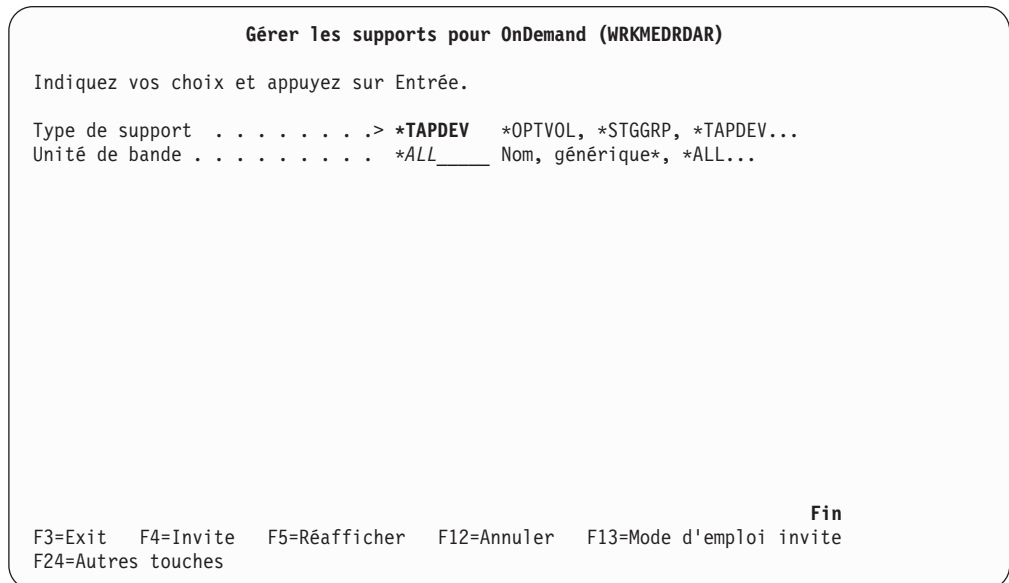 Gérer les supports pour OnDemand (WRKMEDRDAR)
Indiquez vos choix et appuyez sur Entrée.
Type de support . . . . . . . .> *TAPDEV *OPTVOL, *STGGRP, *TAPDEV...
Unité de bande . . . . . . . . . *ALL_____ Nom, générique*, *ALL...
Fin
F3=Exit F4=Invite F5=Réafficher F12=Annuler F13=Mode d'emploi invite
F24=Autres touches